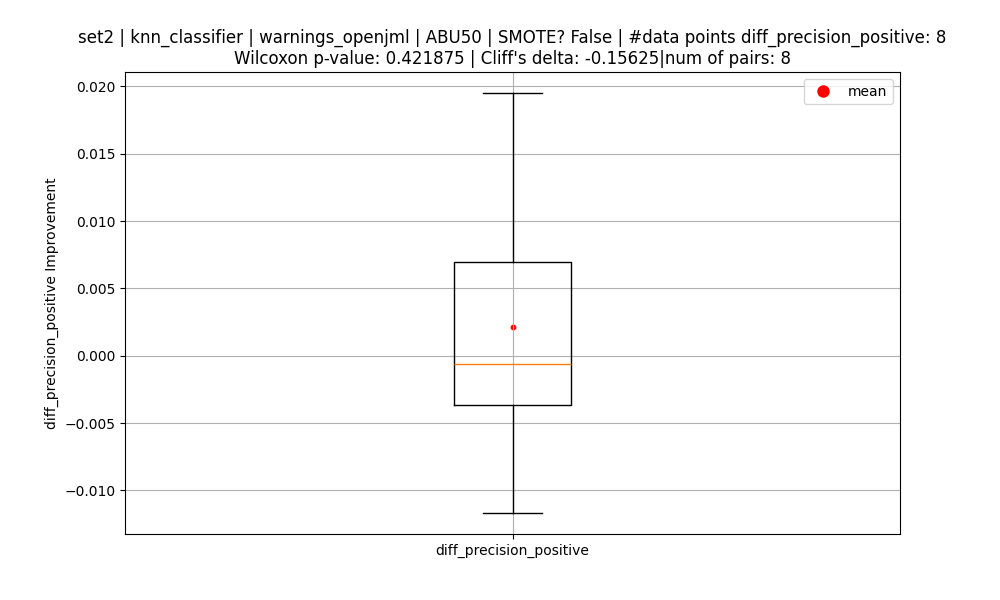 set2 | knn_classifier | warnings_openjml | ABU50 | SMOTE? False | #data points diff_precision_positive: 8
Wilcoxon p-value: 0.421875 | Cliff's delta: -0.15625|num of pairs: 8
mean
diff_precision_positive Improvement
0.020
0.015
0.010
0.005
0.000
−0.005
−0.010
diff_precision_positive